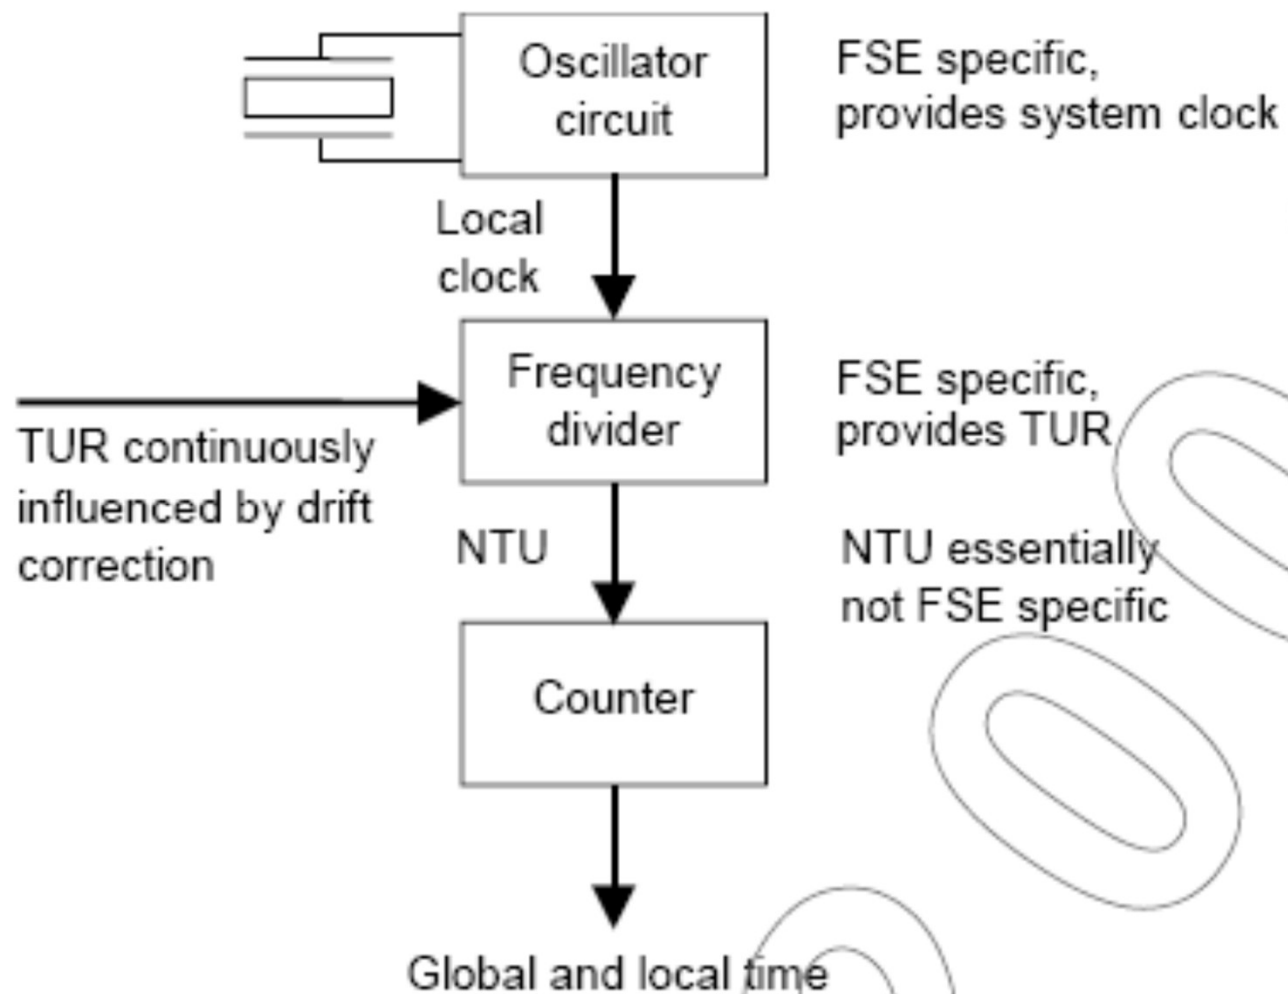 Oscillator
circuit
FSE specific,
provides system clock
Local
clock
Frequency
divider
FSE specific,
provides TUR
TUR continuously
influenced by drift
correction
NTU
NTU essentially
not FSE specific
Counter
Global and local time